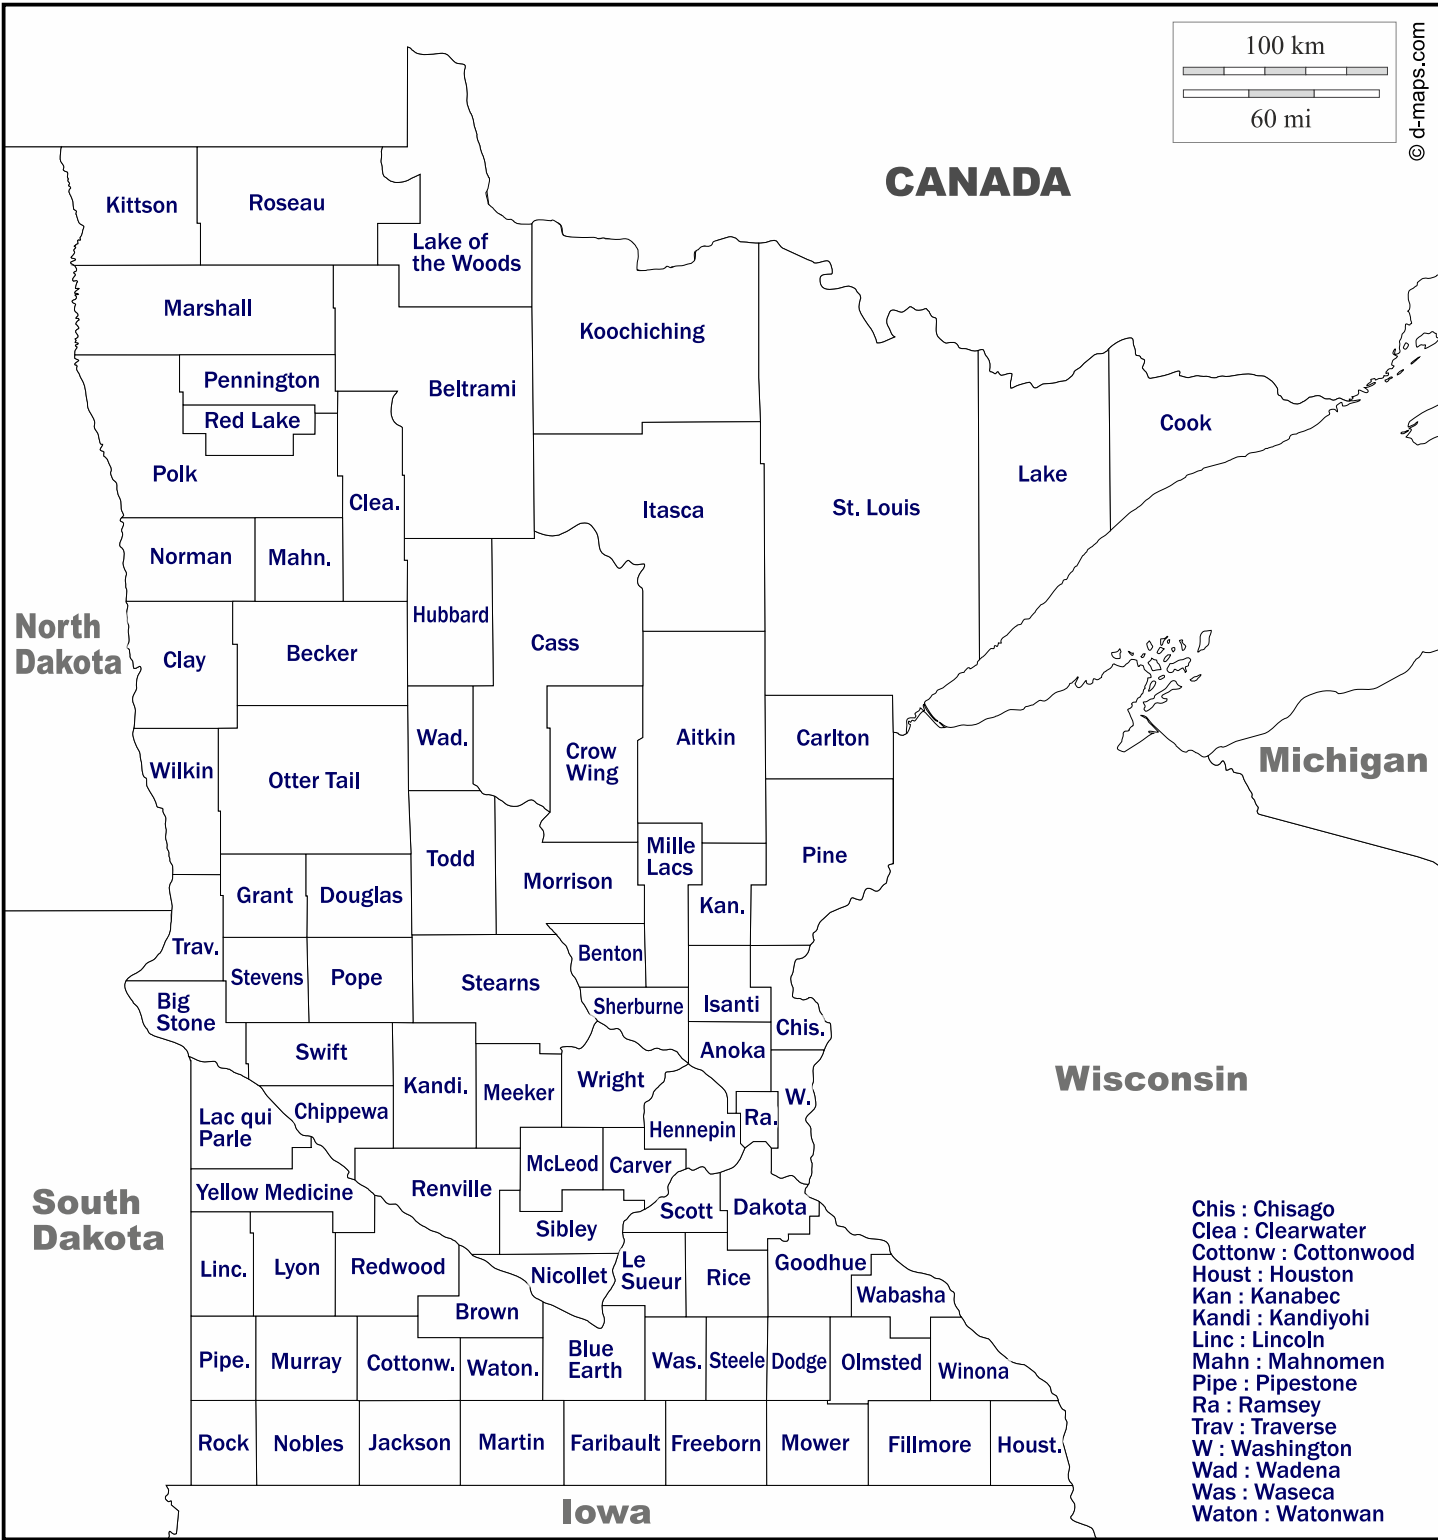 100 km
60 mi
© d-maps.com
CANADA
Kittson
Roseau
Lake of
the Woods
Marshall
Koochiching
Pennington
Beltrami
Red Lake
Cook
Polk
Lake
Clea.
St. Louis
Itasca
Norman
Mahn.
Hubbard
North
Dakota
Clay
Becker
Cass
Wad.
Aitkin
Carlton
Crow
Wing
Michigan
Wilkin
Otter Tail
Mille
Lacs
Todd
Pine
Morrison
Grant
Douglas
Kan.
Trav.
Benton
Stevens
Pope
Stearns
Big
Stone
Sherburne
Isanti
Chis.
Swift
Anoka
Wright
Wisconsin
Kandi.
Meeker
W.
Lac qui
Parle
Chippewa
Ra.
Hennepin
McLeod
Carver
Yellow Medicine
Renville
South
Dakota
Scott
Dakota
Sibley
Linc.
Lyon
Redwood
Nicollet
Le
Sueur
Rice
Goodhue
Wabasha
Brown
Pipe.
Murray
Cottonw.
Waton.
Blue
Earth
Was.
Steele
Dodge
Olmsted
Winona
Rock
Nobles
Jackson
Martin
Faribault
Freeborn
Mower
Fillmore
Houst.
Iowa
Chis : Chisago
Clea : Clearwater
Cottonw : Cottonwood
Houst : Houston
Kan : Kanabec
Kandi : Kandiyohi
Linc : Lincoln
Mahn : Mahnomen
Pipe : Pipestone
Ra : Ramsey
Trav : Traverse
W : Washington
Wad : Wadena
Was : Waseca
Waton : Watonwan